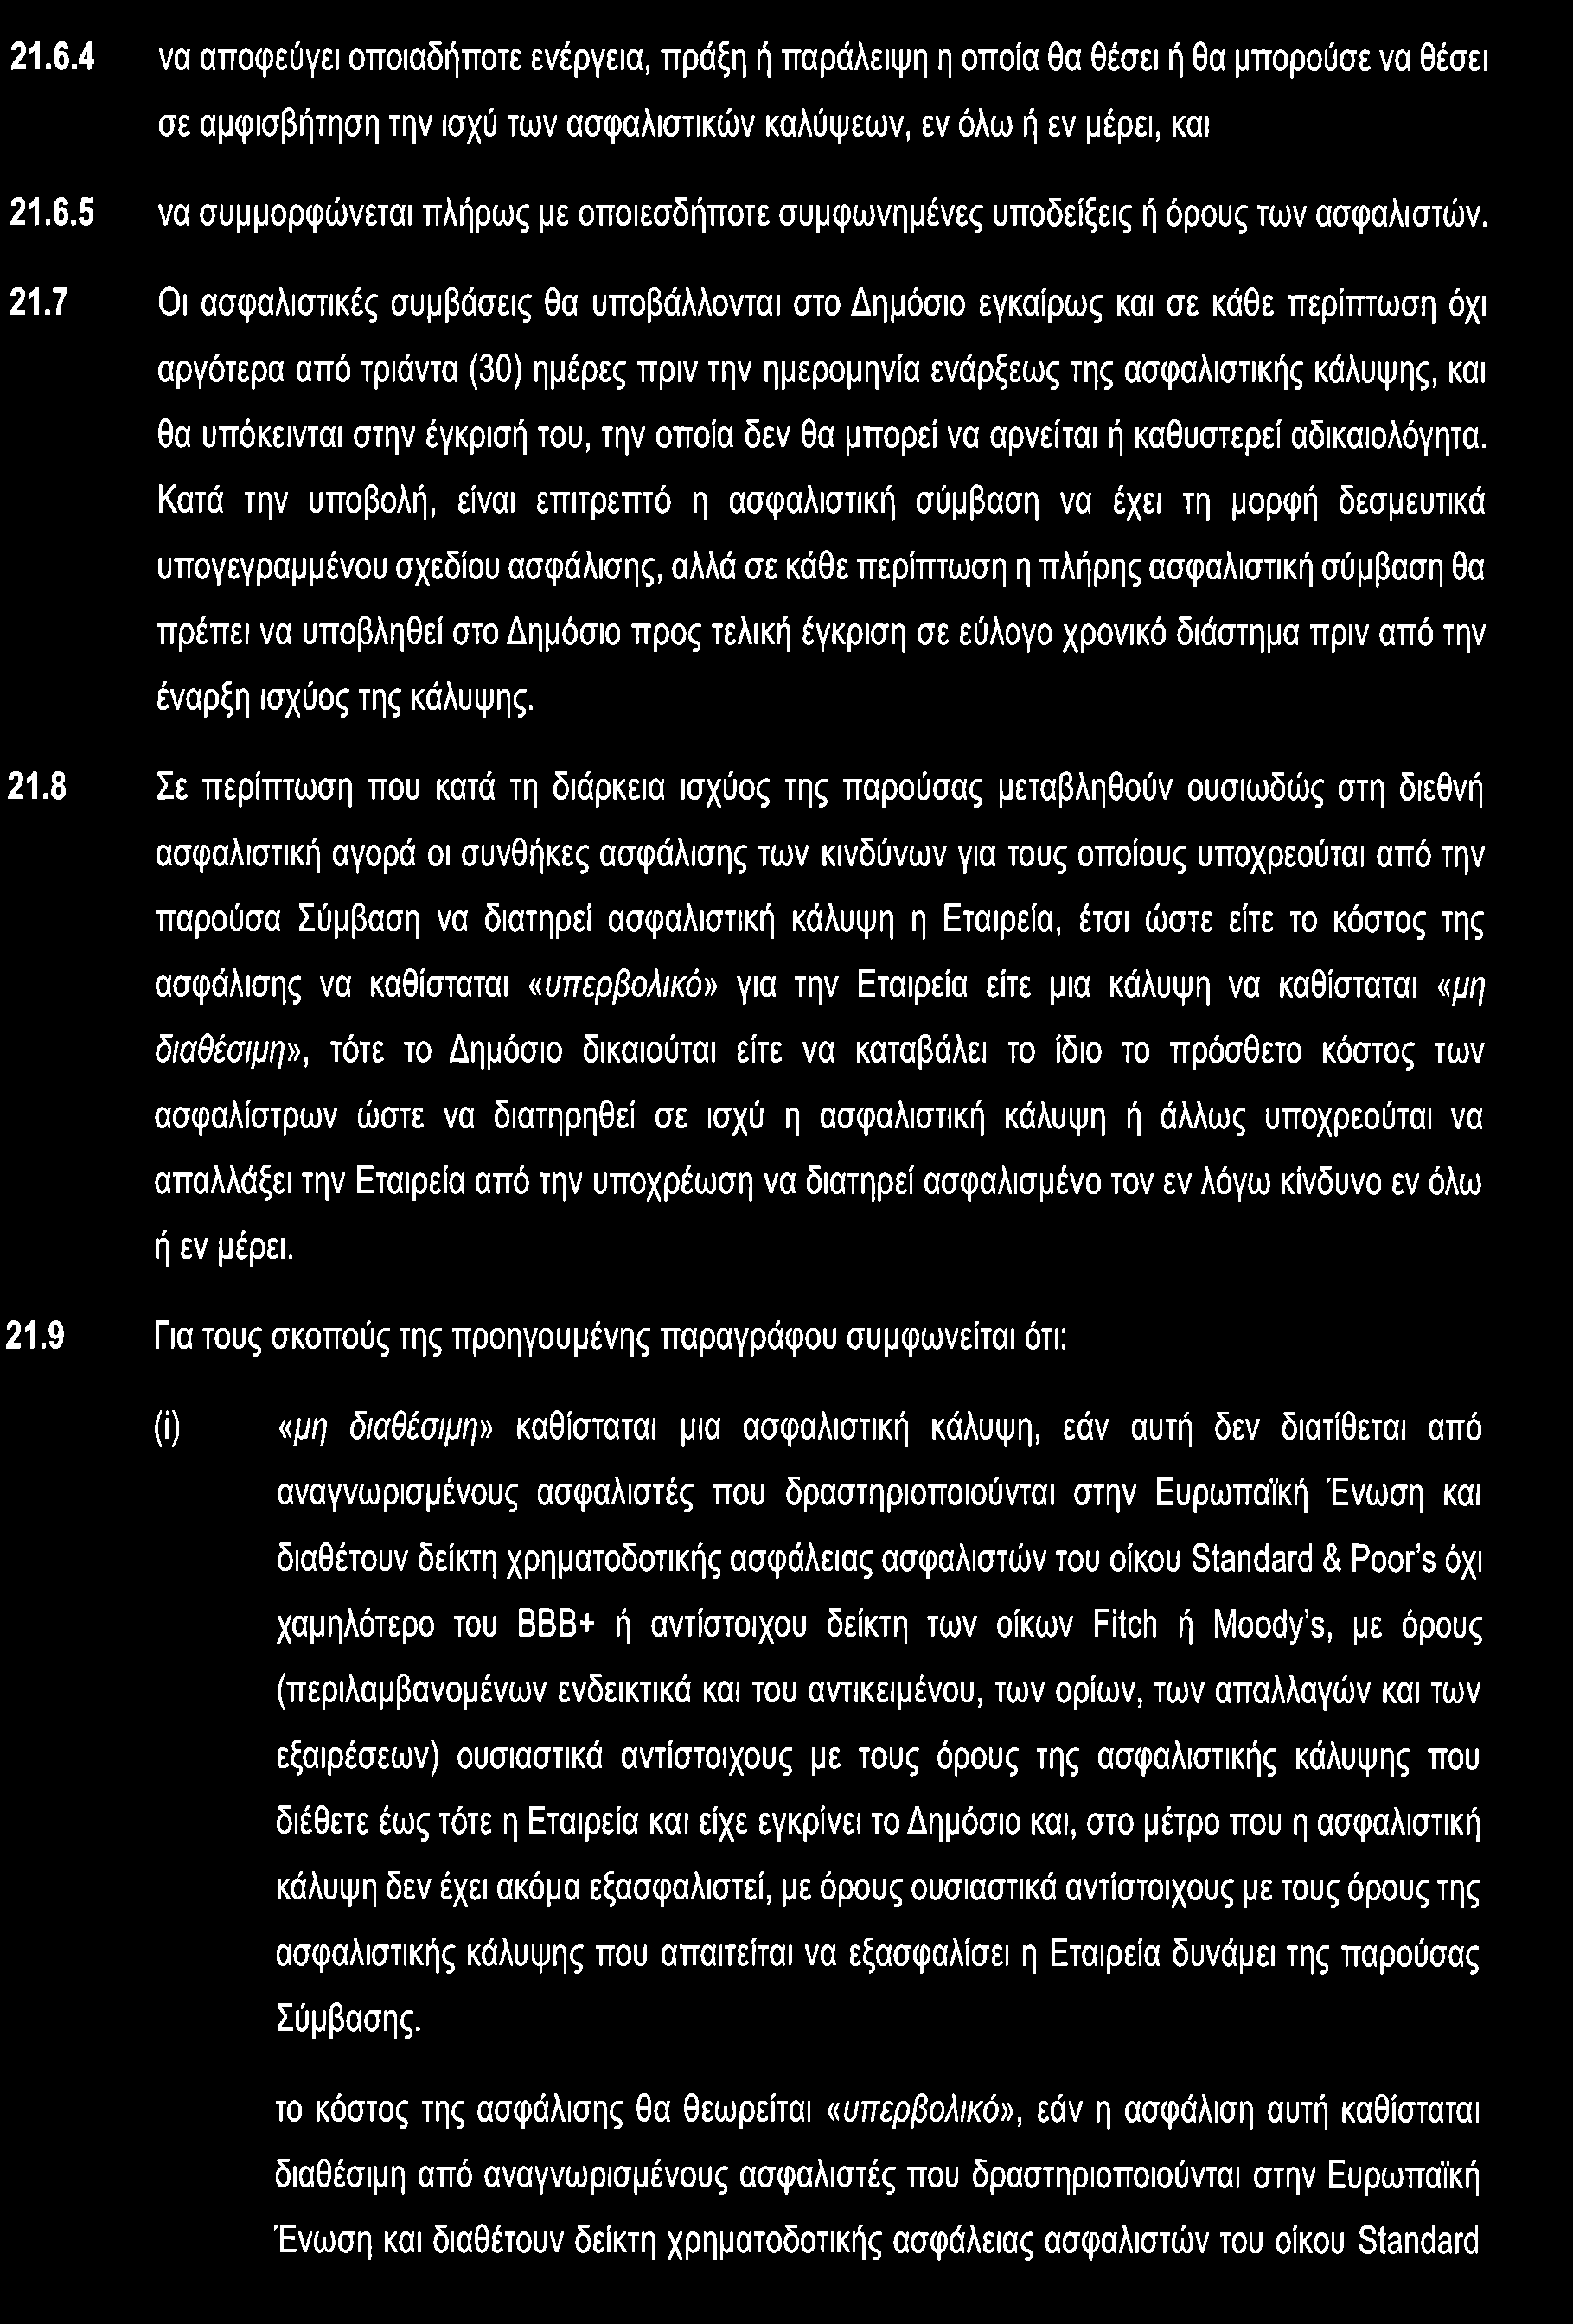 21.6.4 να αποφεύγει οποιαδήποτε ενέργεια, πράξη ή παράλειψη η οποία θα θέσει ή θα μπορούσε να θέσει
σε αμφισβήτηση την ισχύ των ασφαλιστικών καλύψεων, εν όλω ή εν μέρει, και
21.6.5 να συμμορφώνεται πλήρως με οποιεσδήποτε συμφωνημένες υποδείξεις ή όρους των ασφαλιστών.
21.7 Οι ασφαλιστικές συμβάσεις θα υποβάλλονται στο Δημόσιο εγκαίρως και σε κάθε περίπτωση όχι
αργότερα από τριάντα (30) ημέρες πριν την ημερομηνία ενάρξεως της ασφαλιστικής κάλυψης, και
θα υπόκεινται στην έγκρισή του, την οποία δεν θα μπορεί να αρνείται ή καθυστερεί αδικαιολόγητα.
Κατά την υποβολή, είναι επιτρεπτό η ασφαλιστική σύμβαση να έχει τη μορφή δεσμευτικά
υπογεγραμμένου σχεδίου ασφάλισης, αλλά σε κάθε περίπτωση η πλήρης ασφαλιστική σύμβαση θα
πρέπει να υποβληθεί στο Δημόσιο προς τελική έγκριση σε εύλογο χρονικό διάστημα πριν από την
έναρξη ισχύος της κάλυψης.
21.8 Σε περίπτωση που κατά τη διάρκεια ισχύος της παρούσας μεταβληθούν ουσιωδώς στη διεθνή
ασφαλιστική αγορά οι συνθήκες ασφάλισης των κινδύνων για τους οποίους υποχρεούται από την
παρούσα Σύμβαση να διατηρεί ασφαλιστική κάλυψη η Εταιρεία, έτσι ώστε είτε το κόστος της
ασφάλισης να καθίσταται «υπερβολικό» για την Εταιρεία είτε μια κάλυψη να καθίσταται «μη
διαθέσιμη», τότε το Δημόσιο δικαιούται είτε να καταβάλει το ίδιο το πρόσθετο κόστος των
ασφαλίστρων ώστε να διατηρηθεί σε ισχύ η ασφαλιστική κάλυψη ή άλλως υποχρεούται να
απαλλάξει την Εταιρεία από την υποχρέωση να διατηρεί ασφαλισμένο τον εν λόγω κίνδυνο εν όλω
ή εν μέρει.
21.9 Για τους σκοπούς της προηγουμένης παραγράφου συμφωνείται ότι:
(i) «μη διαθέσιμη» καθίσταται μια ασφαλιστική κάλυψη, εάν αυτή δεν διατίθεται από
αναγνωρισμένους ασφαλιστές που δραστηριοποιούνται στην Ευρωπαϊκή Ένωση και
διαθέτουν δείκτη χρηματοδοτικής ασφάλειας ασφαλιστών του οίκου Standard & Poor's όχι
χαμηλότερο του BBB+ ή αντίστοιχου δείκτη των οίκων Fitch ή Moody's, με όρους
(περιλαμβανομένων ενδεικτικά και του αντικειμένου, των ορίων, των απαλλαγών και των
εξαιρέσεων) ουσιαστικά αντίστοιχους με τους όρους της ασφαλιστικής κάλυψης που
διέθετε έως τότε η Εταιρεία και είχε εγκρίνει το Δημόσιο και, στο μέτρο που η ασφαλιστική
κάλυψη δεν έχει ακόμα εξασφαλιστεί, με όρους ουσιαστικά αντίστοιχους με τους όρους της
ασφαλιστικής κάλυψης που απαιτείται να εξασφαλίσει η Εταιρεία δυνάμει της παρούσας
Σύμβασης.
το κόστος της ασφάλισης θα θεωρείται «υπερβολικό», εάν η ασφάλιση αυτή καθίσταται
διαθέσιμη από αναγνωρισμένους ασφαλιστές που δραστηριοποιούνται στην Ευρωπαϊκή
Ένωση και διαθέτουν δείκτη χρηματοδοτικής ασφάλειας ασφαλιστών του οίκου Standard